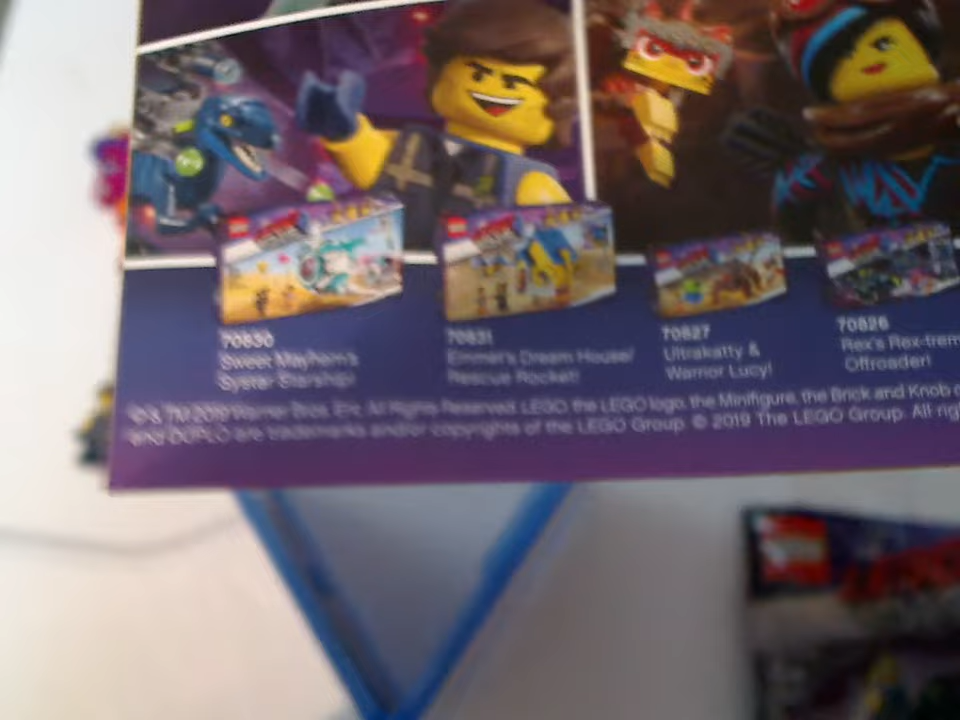 70830
Sweet Mayhem's
Systar Starship!
70831
Emmet's Dream House/
Rescue Rocket!
70827
Ultrakatty &
Warrior Lucy!
70826
Rex's Rex-trem
Offroader!
© & TM 2019 Warner Bros. Ent. All Rights Reserved. LEGO, the LEGO logo, the Minifigure, the Brick and Knob
and DUPLO are trademarks and/or copyrights of the LEGO Group. © 2019 The LEGO Group. All rig